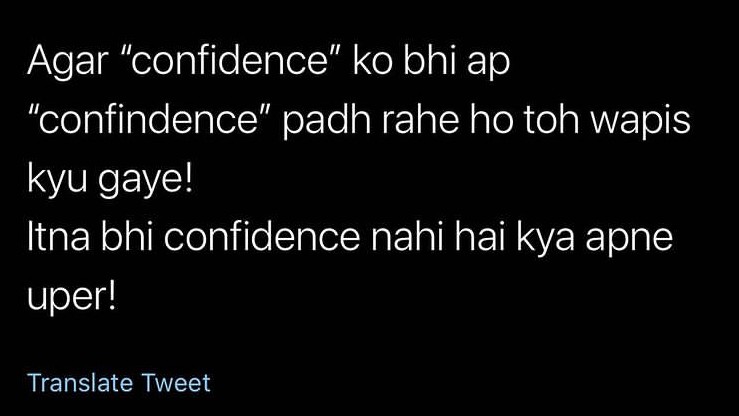 Agar “confidence” ko bhi ap
“confindence” padh rahe ho toh wapis
kyu gaye!
Itna bhi confidence nahi hai kya apne
uper!
Translate Tweet